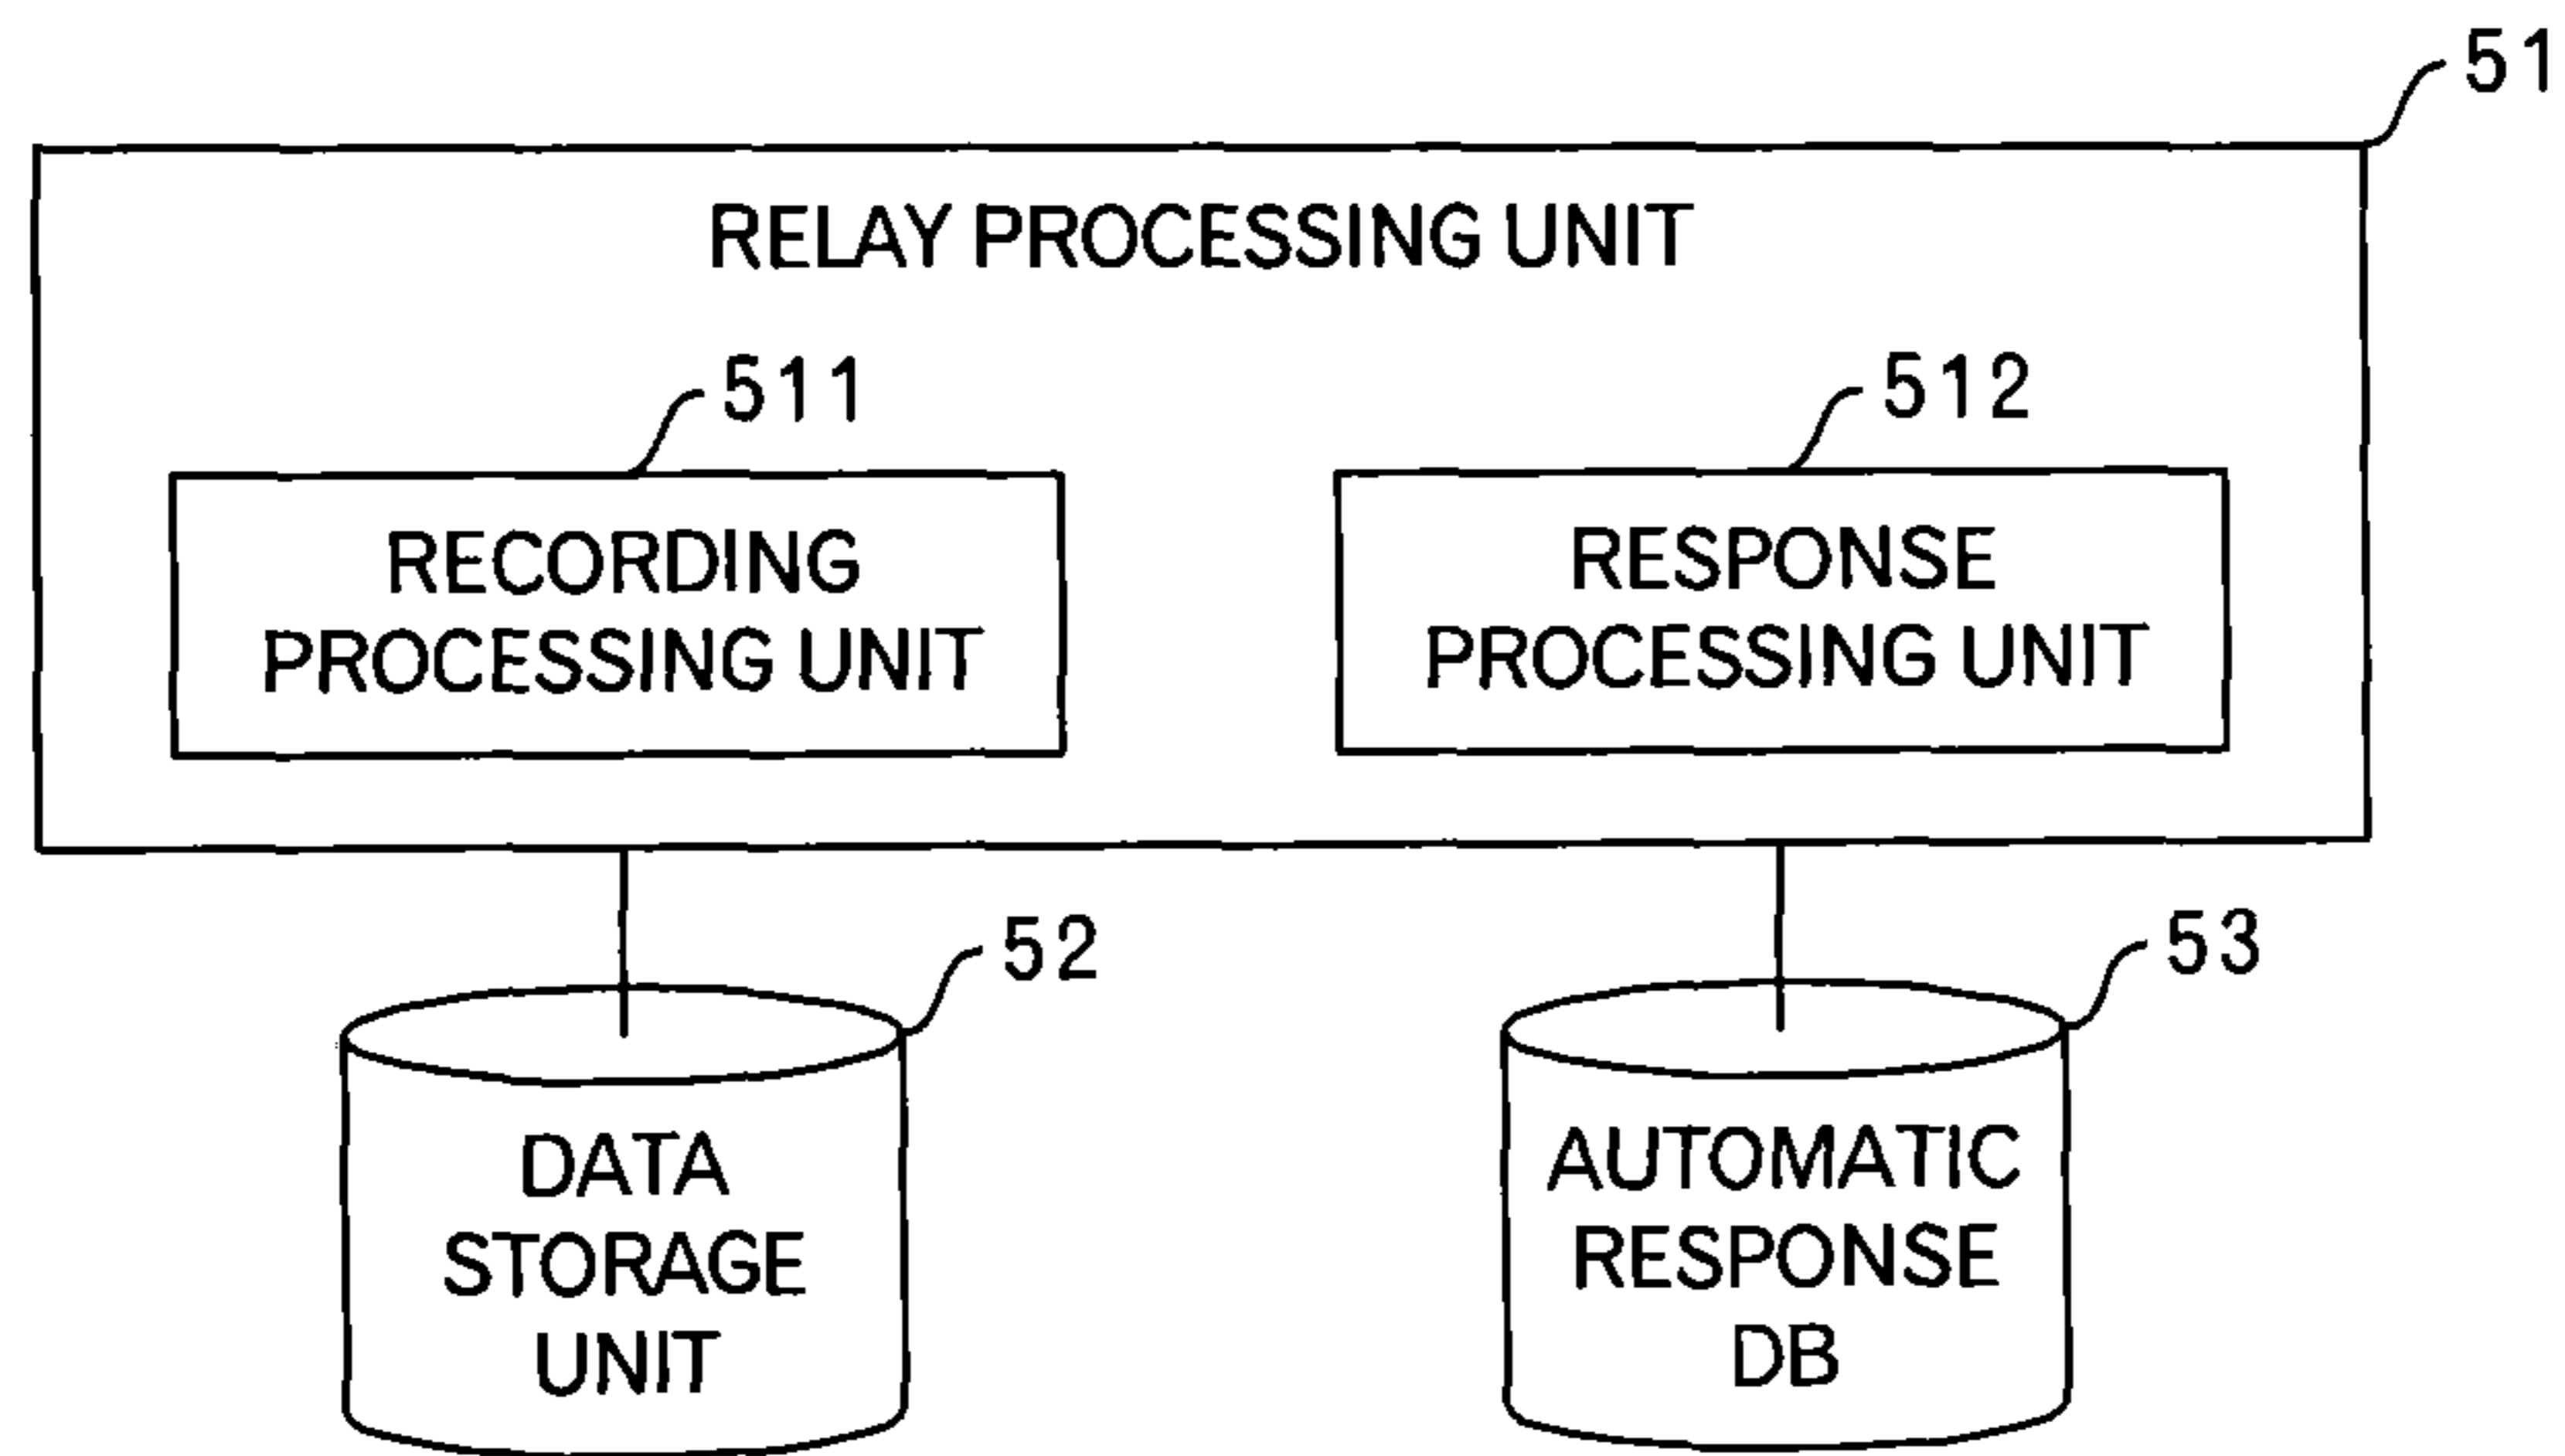 51
RELAY PROCESSING UNIT
511
512
RECORDING
PROCESSING UNIT
RESPONSE
PROCESSING UNIT
52
53
DATA
STORAGE
UNIT
AUTOMATIC
RESPONSE
DB